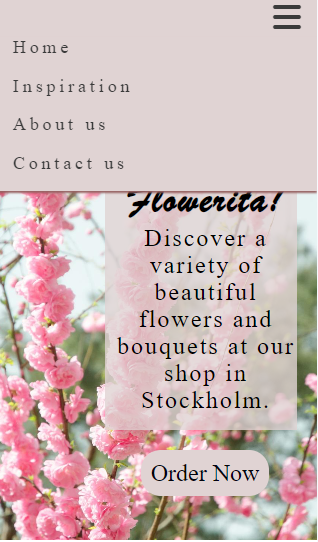 Home
Inspiration
About us
Contact us
Flowerita!
Discover a
variety of
beautiful
flowers and
bouquets at our
shop in
Stockholm.
Order Now